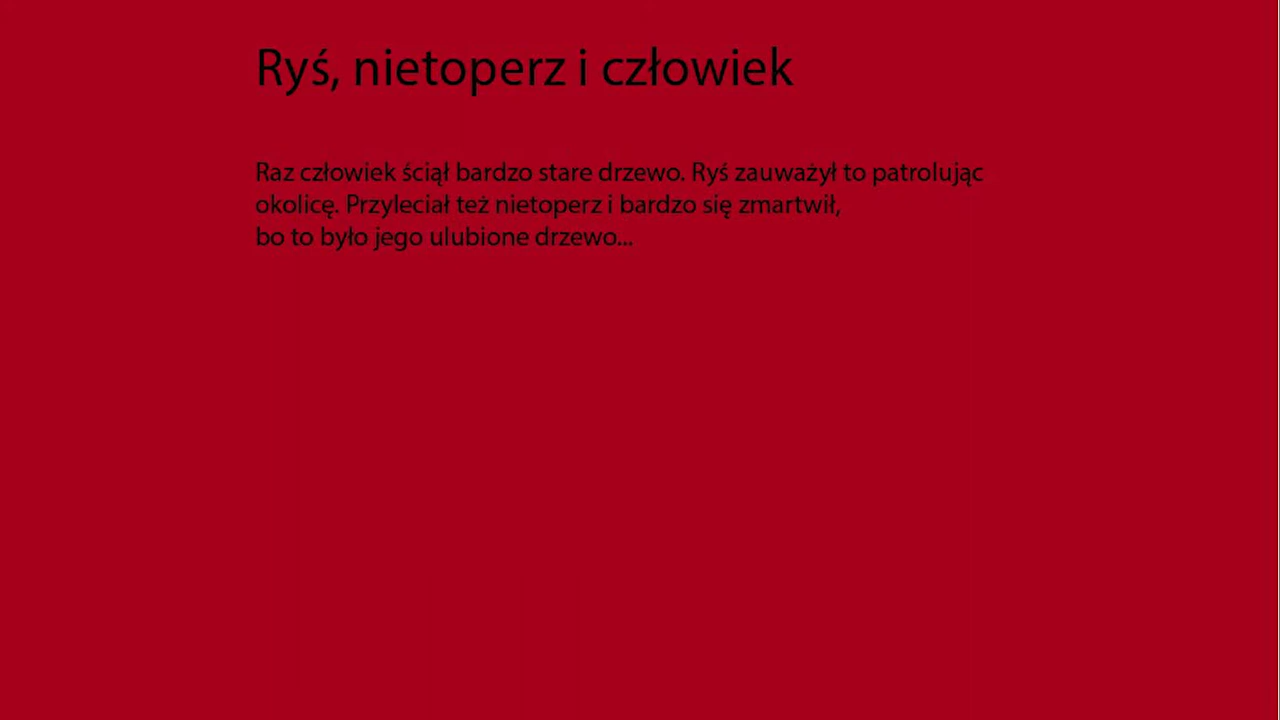 Ryś, nietoperz i człowiek
Raz człowiek ściął bardzo stare drzewo. Ryś zauważył to patrolując
okolicę. Przyleciał też nietoperz i bardzo się zmartwił,
bo to było jego ulubione drzewo...